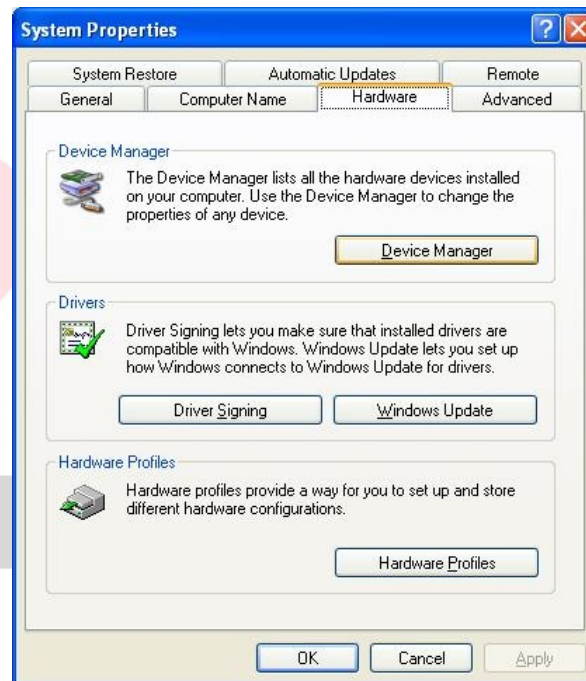 System Properties
System Restore Automatic Updates Remote
General Computer Name Hardware Advanced
Device Manager
The Device Manager lists all the hardware devices installed
on your computer. Use the Device Manager to change the
properties of any device.
Device Manager
Drivers
Driver Signing lets you make sure that installed drivers are
compatible with Windows. Windows Update lets you set up
how Windows connects to Windows Update for drivers.
Driver Signing Windows Update
Hardware Profiles
Hardware profiles provide a way for you to set up and store
different hardware configurations.
Hardware Profiles
OK Cancel Apply